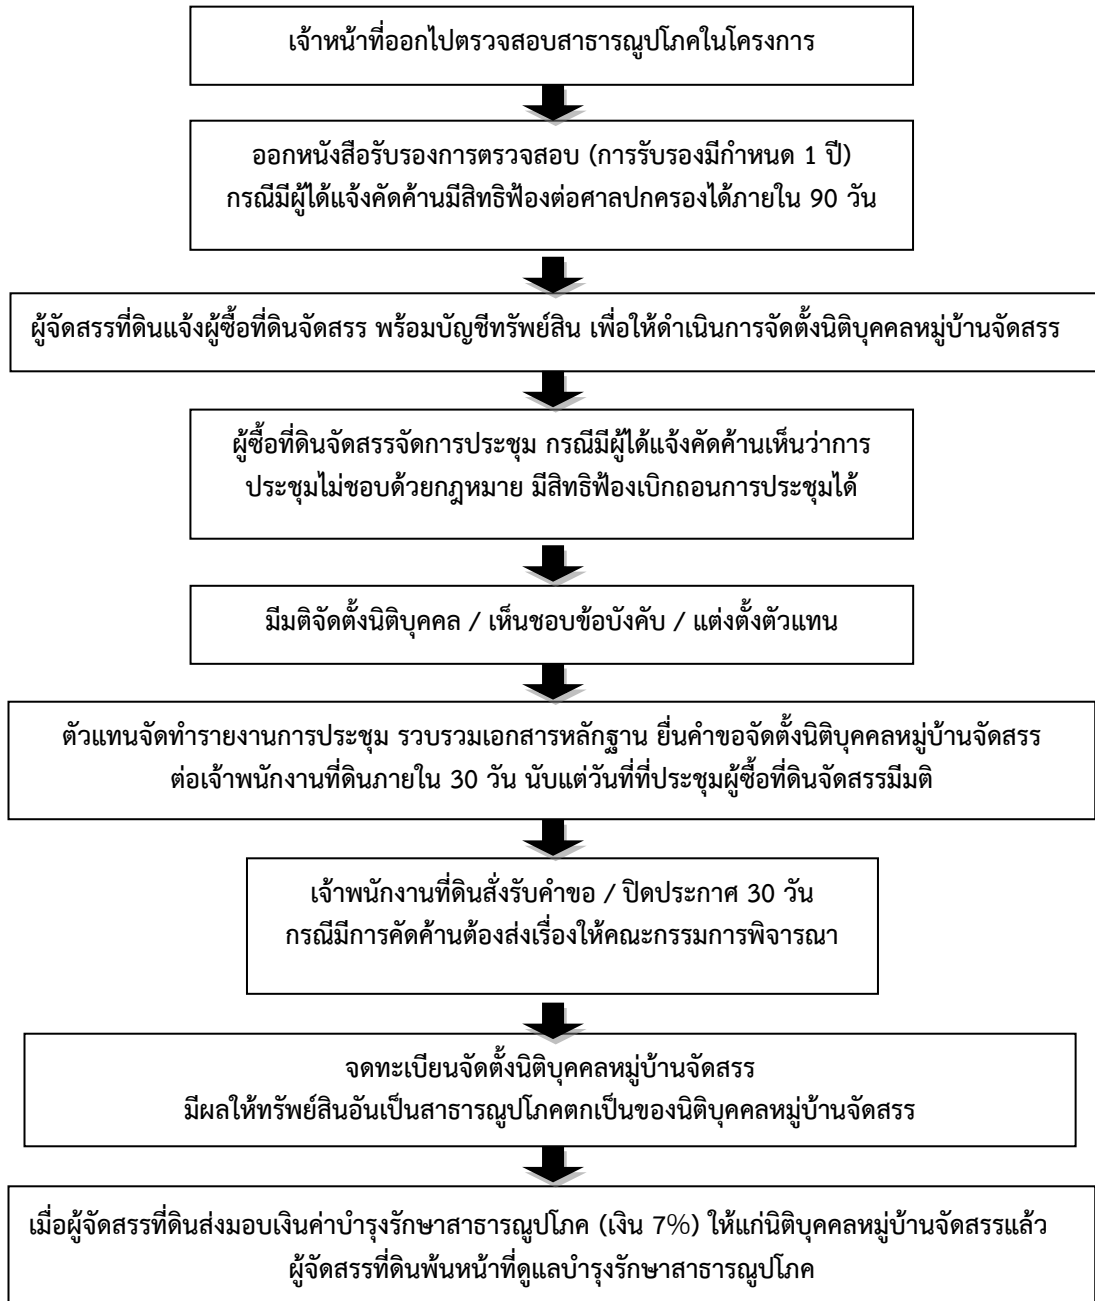 เจ้าหน้าที่ออกไปตรวจสอบสาธารณูปโภคในโครงการ
ออกหนังสือรับรองการตรวจสอบ (การรับรองมีกำหนด 1 ปี)
กรณีมีผู้ได้แจ้งคัดค้านมีสิทธิฟ้องต่อศาลปกครองได้ภายใน 90 วัน
ผู้จัดสรรที่ดินแจ้งผู้ซื้อที่ดินจัดสรร พร้อมบัญชีทรัพย์สิน เพื่อให้ดำเนินการจัดตั้งนิติบุคคลหมู่บ้านจัดสรร
ผู้ซื้อที่ดินจัดสรรจัดการประชุม กรณีมีผู้ได้แจ้งคัดค้านเห็นว่าการ
ประชุมไม่ชอบด้วยกฎหมาย มีสิทธิฟ้องเบิกถอนการประชุมได้
มีมติจัดตั้งนิติบุคคล / เห็นชอบข้อบังคับ / แต่งตั้งตัวแทน
ตัวแทนจัดทำรายงานการประชุม รวบรวมเอกสารหลักฐาน ยื่นคำขอจัดตั้งนิติบุคคลหมู่บ้านจัดสรร
ต่อเจ้าพนักงานที่ดินภายใน 30 วัน นับแต่วันที่ที่ประชุมผู้ซื้อที่ดินจัดสรรมีมติ
เจ้าพนักงานที่ดินสั่งรับคำขอ / ปิดประกาศ 30 วัน
กรณีมีการคัดค้านต้องส่งเรื่องให้คณะกรรมการพิจารณา
จดทะเบียนจัดตั้งนิติบุคคลหมู่บ้านจัดสรร
มีผลให้ทรัพย์สินอันเป็นสาธารณูปโภคตกเป็นของนิติบุคคลหมู่บ้านจัดสรร
เมื่อผู้จัดสรรที่ดินส่งมอบเงินค่าบำรุงรักษาสาธารณูปโภค (เงิน 7%) ให้แก่นิติบุคคลหมู่บ้านจัดสรรแล้ว
ผู้จัดสรรที่ดินพ้นหน้าที่ดูแลบำรุงรักษาสาธารณูปโภค